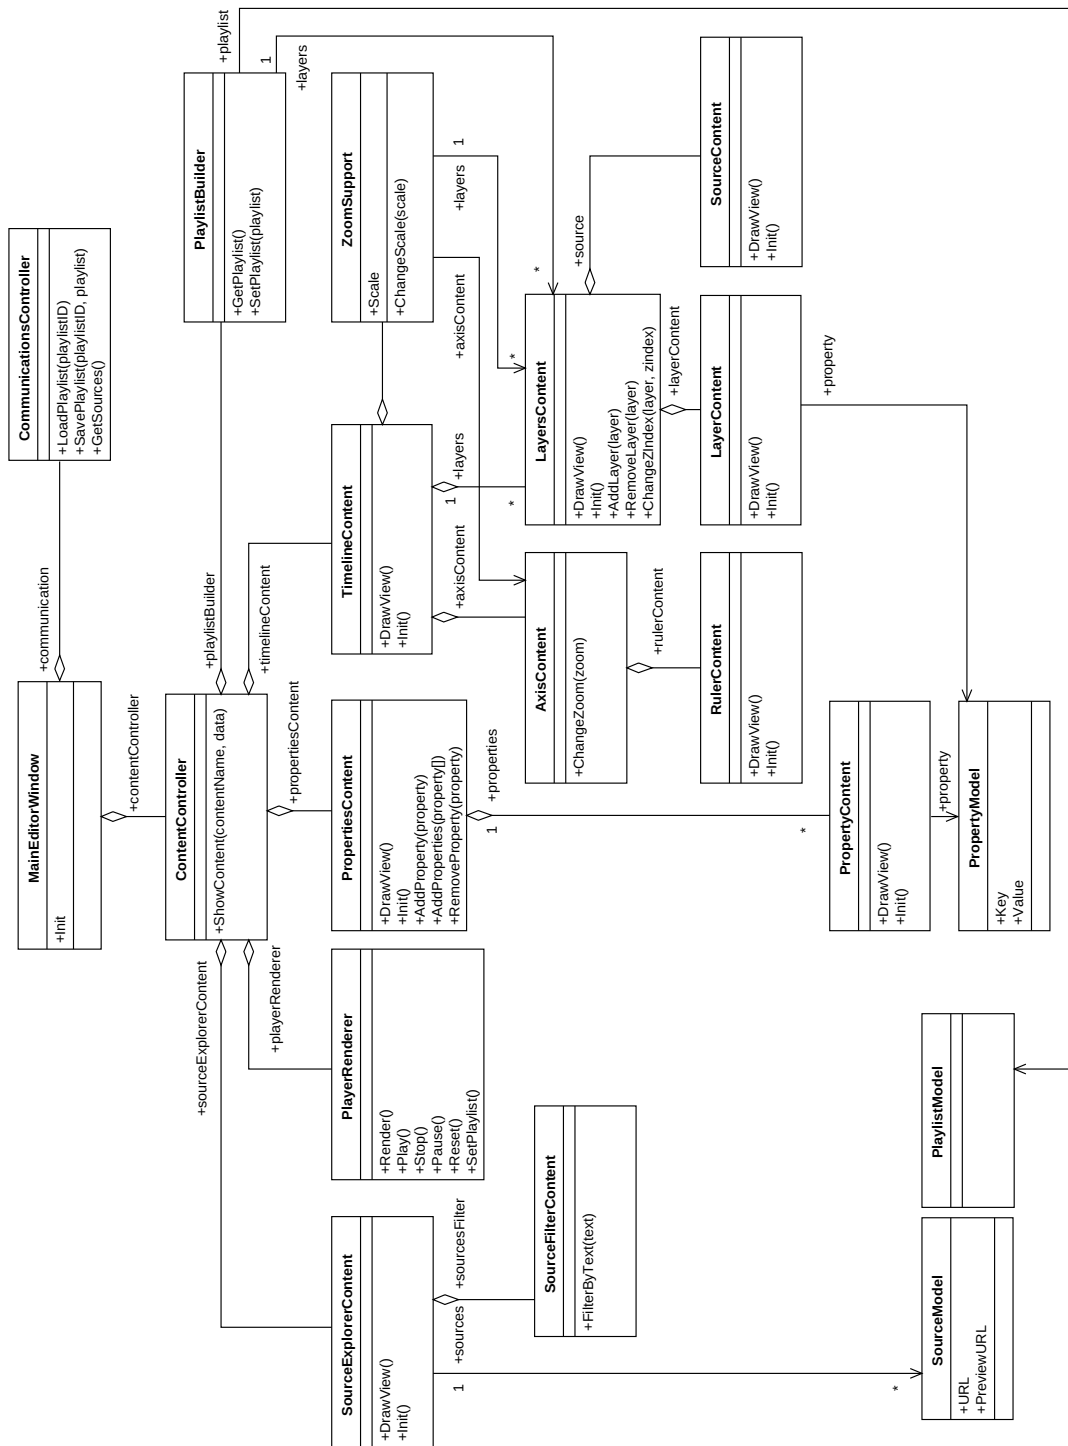 MainEditorWindow
+Init
+communication
CommunicationsController
+LoadPlaylist(playlistID)
+SavePlaylist(playlistID, playlist)
+GetSources()
+contentController
ContentController
+ShowContent(contentName, data)
+sourceExplorerContent
+playerRenderer
+propertiesContent
+timelineContent
+playlistBuilder
PlaylistBuilder
+GetPlaylist()
+SetPlaylist(playlist)
+playlist
1
+layers
*
SourceExplorerContent
+DrawView()
+Init()
+sources
1
*
+sourcesFilter
SourceFilterContent
+FilterByText(text)
PlayerRenderer
+Render()
+Play()
+Stop()
+Pause()
+Reset()
+SetPlaylist()
PropertiesContent
+DrawView()
+Init()
+AddProperty(property)
+AddProperties(property[])
+RemoveProperty(property)
+properties
1
*
TimelineContent
+DrawView()
+Init()
+axisContent
+layers
1
*
ZoomSupport
+Scale
+ChangeScale(scale)
+axisContent
+layers
1
*
AxisContent
+ChangeZoom(zoom)
+rulerContent
LayersContent
+DrawView()
+Init()
+AddLayer(layer)
+RemoveLayer(layer)
+ChangeZIndex(layer, zindex)
+layerContent
+source
RulerContent
+DrawView()
+Init()
LayerContent
+DrawView()
+Init()
+property
SourceContent
+DrawView()
+Init()
PropertyContent
+DrawView()
+Init()
+property
PropertyModel
+Key
+Value
SourceModel
+URL
+PreviewURL
PlaylistModel